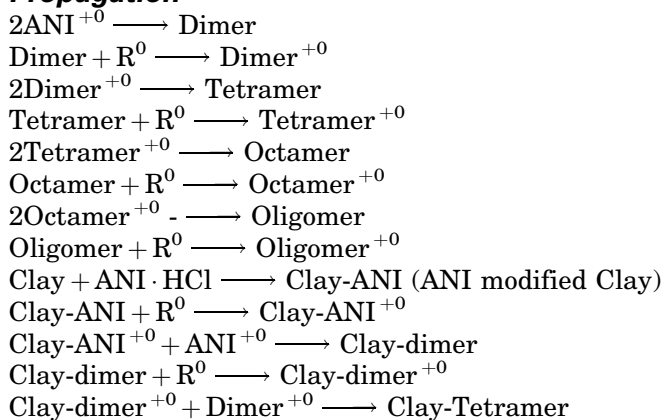 Propagation
2ANI⁺⁰ ⟶ Dimer
Dimer + R⁰ ⟶ Dimer⁺⁰
2Dimer⁺⁰ ⟶ Tetramer
Tetramer + R⁰ ⟶ Tetramer⁺⁰
2Tetramer⁺⁰ ⟶ Octamer
Octamer + R⁰ ⟶ Octamer⁺⁰
2Octamer⁺⁰ - ⟶ Oligomer
Oligomer + R⁰ ⟶ Oligomer⁺⁰
Clay + ANI · HCl ⟶ Clay-ANI (ANI modified Clay)
Clay-ANI + R⁰ ⟶ Clay-ANI⁺⁰
Clay-ANI⁺⁰ + ANI⁺⁰ ⟶ Clay-dimer
Clay-dimer + R⁰ ⟶ Clay-dimer⁺⁰
Clay-dimer⁺⁰ + Dimer⁺⁰ ⟶ Clay-Tetramer